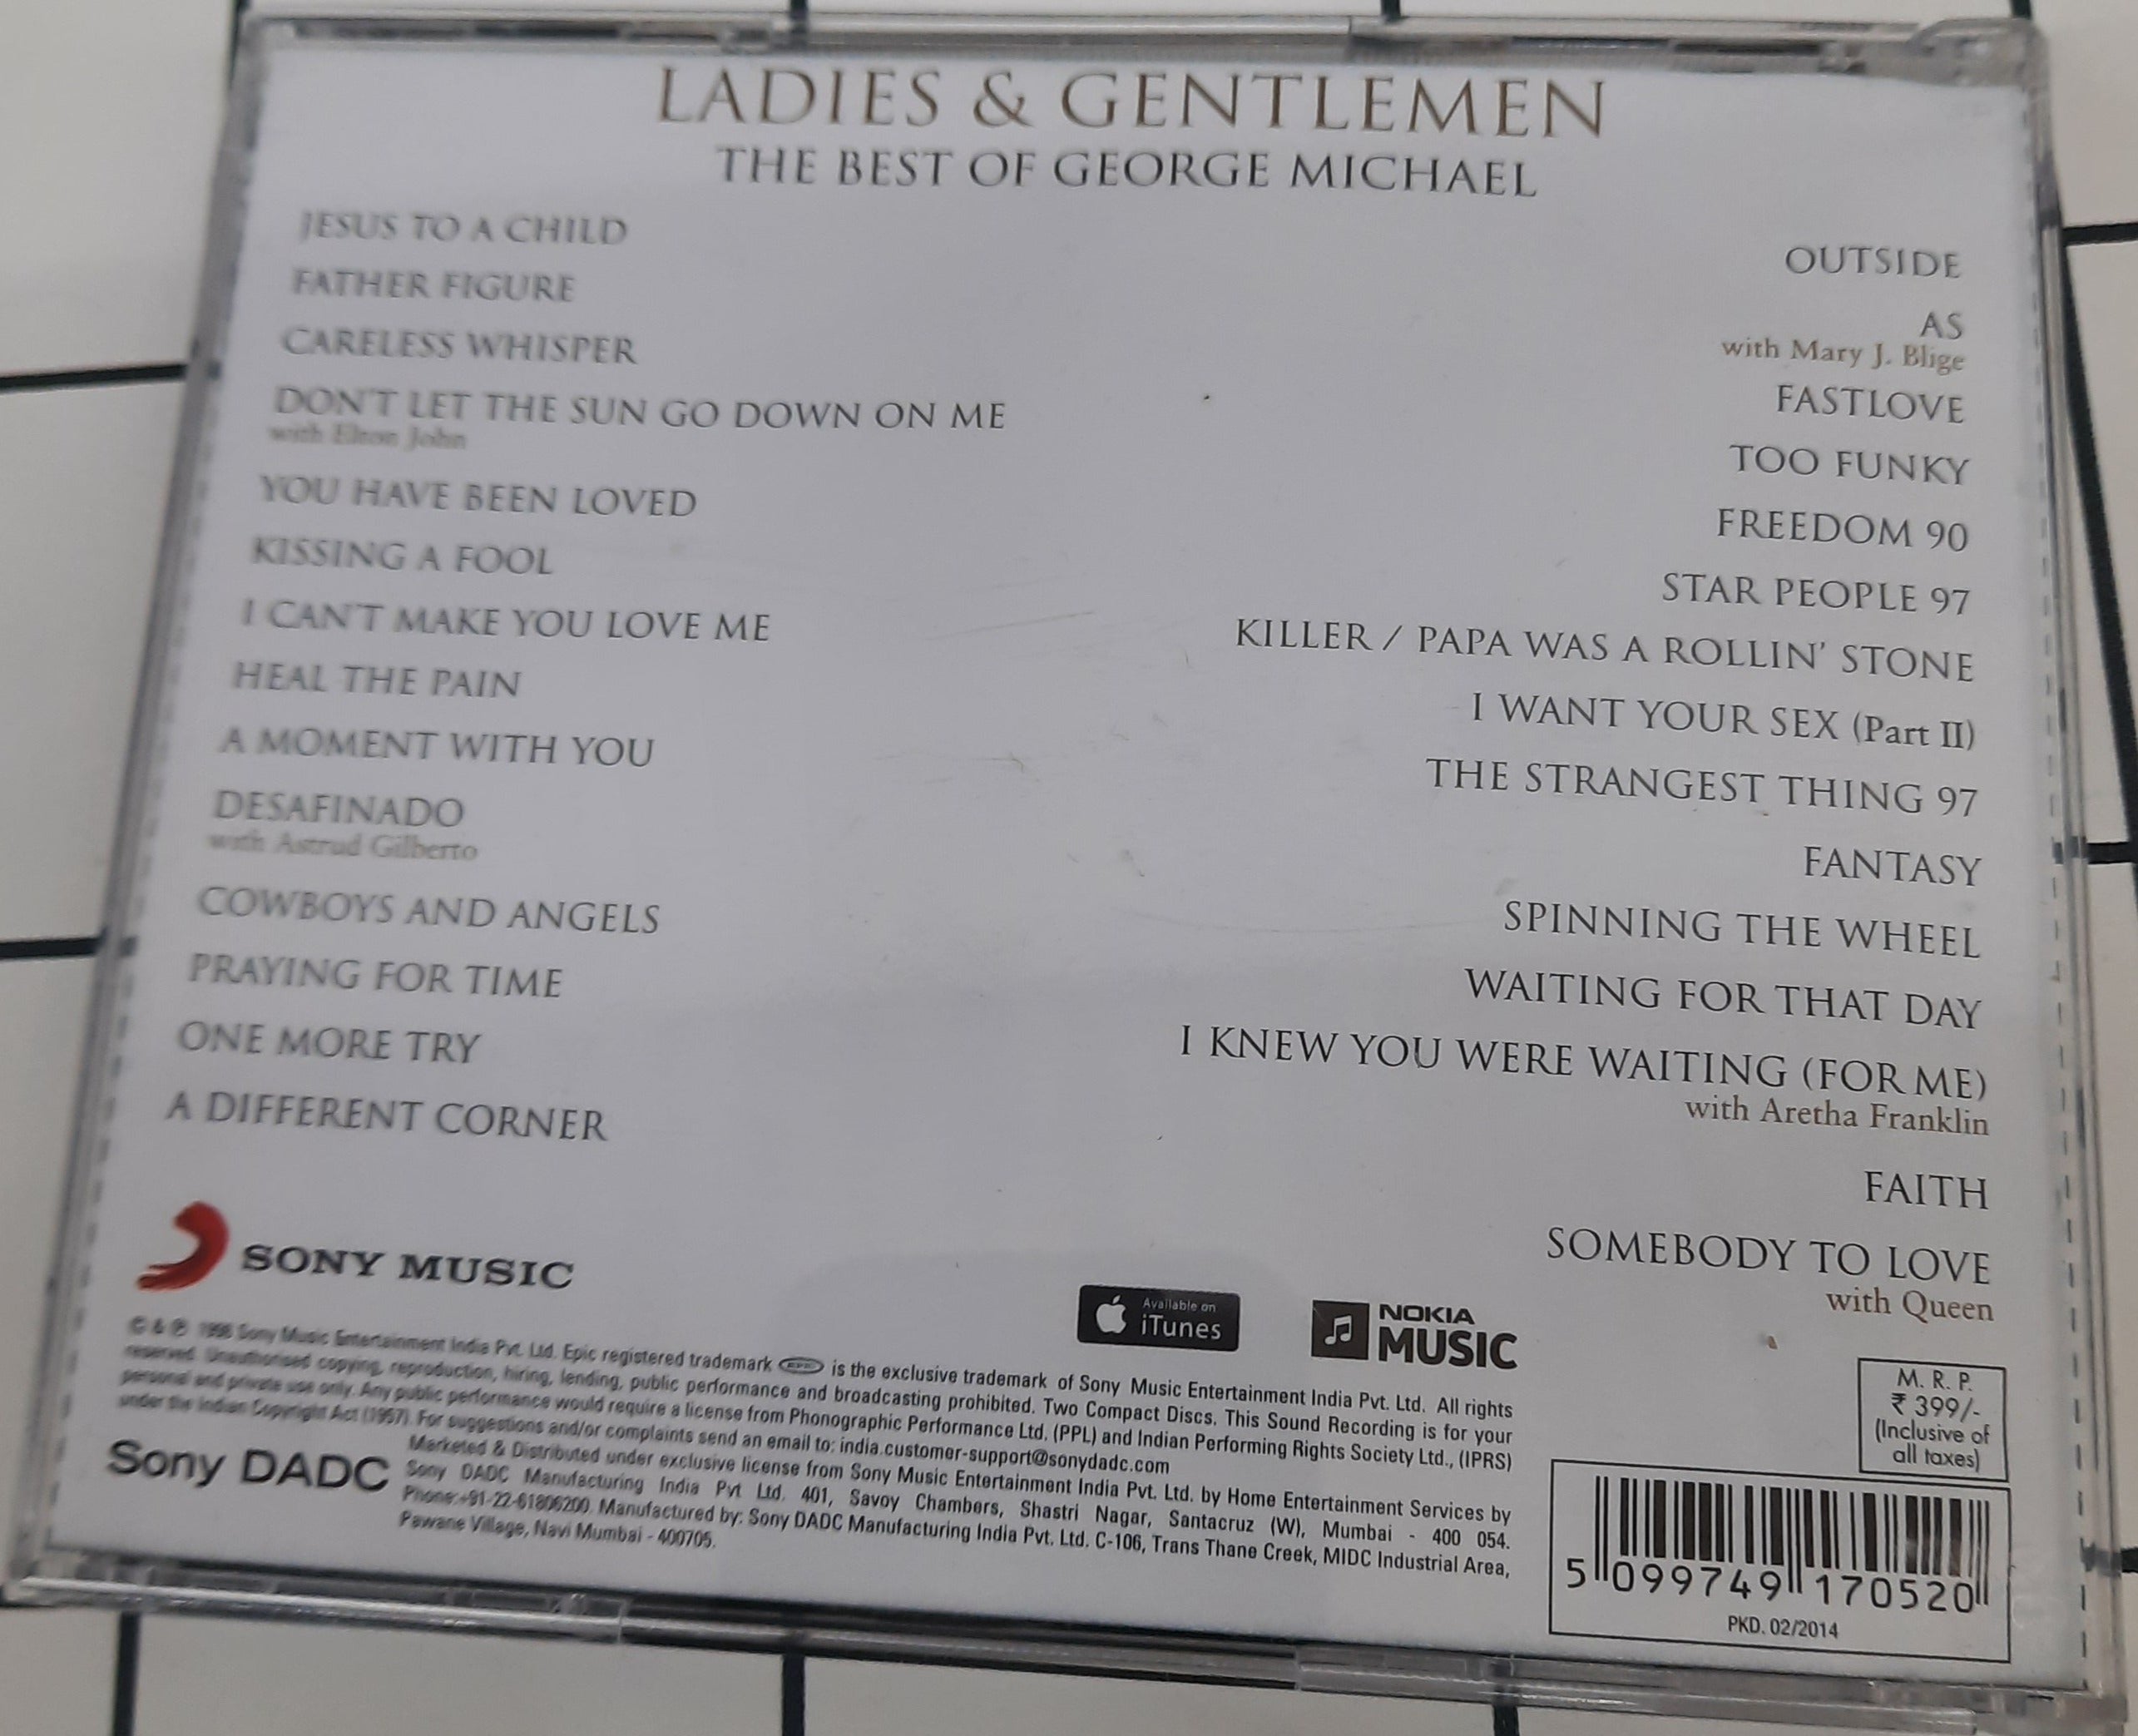 LADIES & GENTLEMEN
THE BEST OF GEORGE MICHAEL
JESUS TO A CHILD
FATHER FIGURE
CARELESS WHISPER
DON'T LET THE SUN GO DOWN ON ME
with Elton John
YOU HAVE BEEN LOVED
KISSING A FOOL
I CAN'T MAKE YOU LOVE ME
HEAL THE PAIN
A MOMENT WITH YOU
DESAFINADO
with Astrud Gilberto
COWBOYS AND ANGELS
PRAYING FOR TIME
ONE MORE TRY
A DIFFERENT CORNER
OUTSIDE
AS
with Mary J. Blige
FASTLOVE
TOO FUNKY
FREEDOM 90
STAR PEOPLE 97
KILLER / PAPA WAS A ROLLIN' STONE
I WANT YOUR SEX (Part II)
THE STRANGEST THING 97
FANTASY
SPINNING THE WHEEL
WAITING FOR THAT DAY
I KNEW YOU WERE WAITING (FOR ME)
with Aretha Franklin
FAITH
SOMEBODY TO LOVE
with Queen
SONY MUSIC
Available on
iTunes
NOKIA
MUSIC
© & ℗ 1998 Sony Music Entertainment India Pvt. Ltd. Epic registered trademark EPIC is the exclusive trademark of Sony Music Entertainment India Pvt. Ltd. All rights
reserved. Unauthorised copying, reproduction, hiring, lending, public performance and broadcasting prohibited. Two Compact Discs. This Sound Recording is for your
personal and private use only. Any public performance would require a license from Phonographic Performance Ltd, (PPL) and Indian Performing Rights Society Ltd., (IPRS)
under the Indian Copyright Act (1957). For suggestions and/or complaints send an email to: india.customer-support@sonydadc.com
Sony DADC
Marketed & Distributed under exclusive license from Sony Music Entertainment India Pvt. Ltd. by Home Entertainment Services by
Sony DADC Manufacturing India Pvt Ltd. 401, Savoy Chambers, Shastri Nagar, Santacruz (W), Mumbai - 400 054.
Phone:+91-22-61806200. Manufactured by: Sony DADC Manufacturing India Pvt. Ltd. C-106, Trans Thane Creek, MIDC Industrial Area,
Pawane Village, Navi Mumbai - 400705.
M. R. P.
₹ 399/-
(Inclusive of
all taxes)
5 099749 170520
PKD. 02/2014